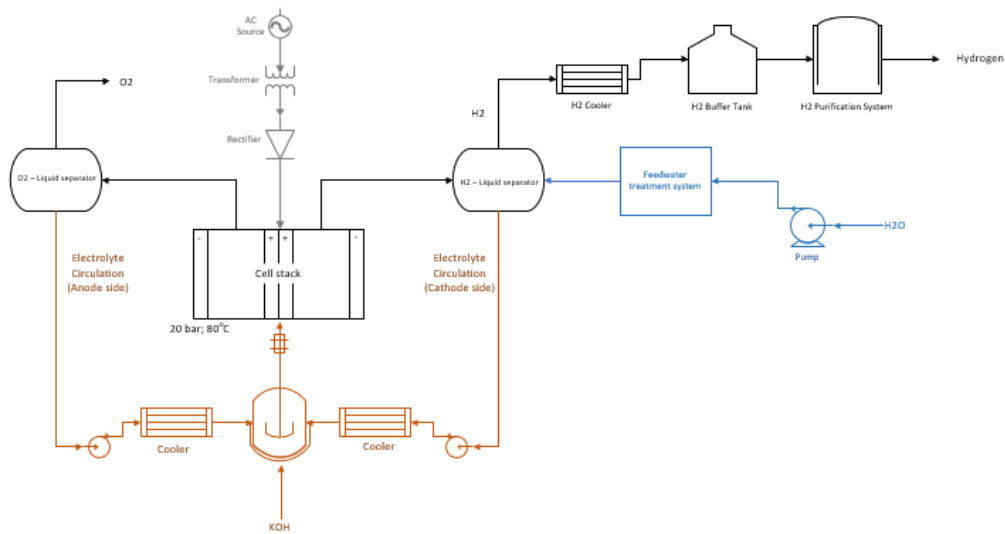 AC
Source
Transformer
Rectifier
O2
O2 – Liquid separator
H2
H2 – Liquid separator
H2 Cooler
H2 Buffer Tank
H2 Purification System
Hydrogen
Feedwater
treatment system
H2O
Pump
- + + -
Cell stack
20 bar; 80°C
Electrolyte
Circulation
(Anode side)
Electrolyte
Circulation
(Cathode side)
Cooler
Cooler
KOH